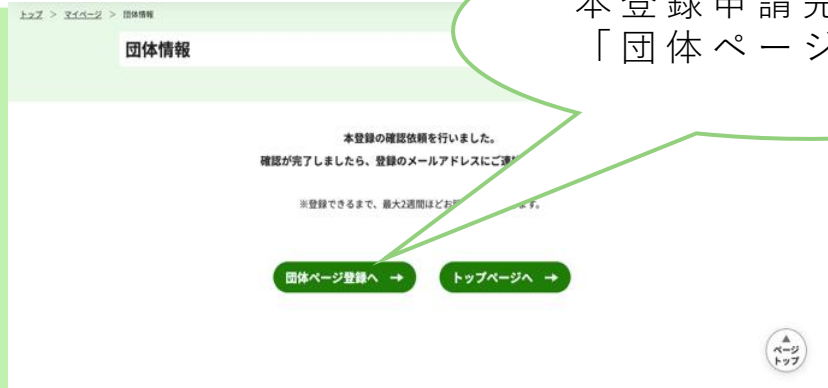 トップ > マイページ > 団体情報
本登録申請
「団体ページ
団体情報
本登録の確認依頼を行いました。
確認が完了しましたら、登録のメールアドレスにご
※登録できるまで、最大2週間ほどお ます。
団体ページ登録へ →
トップページへ →
▲
ページ
トップ